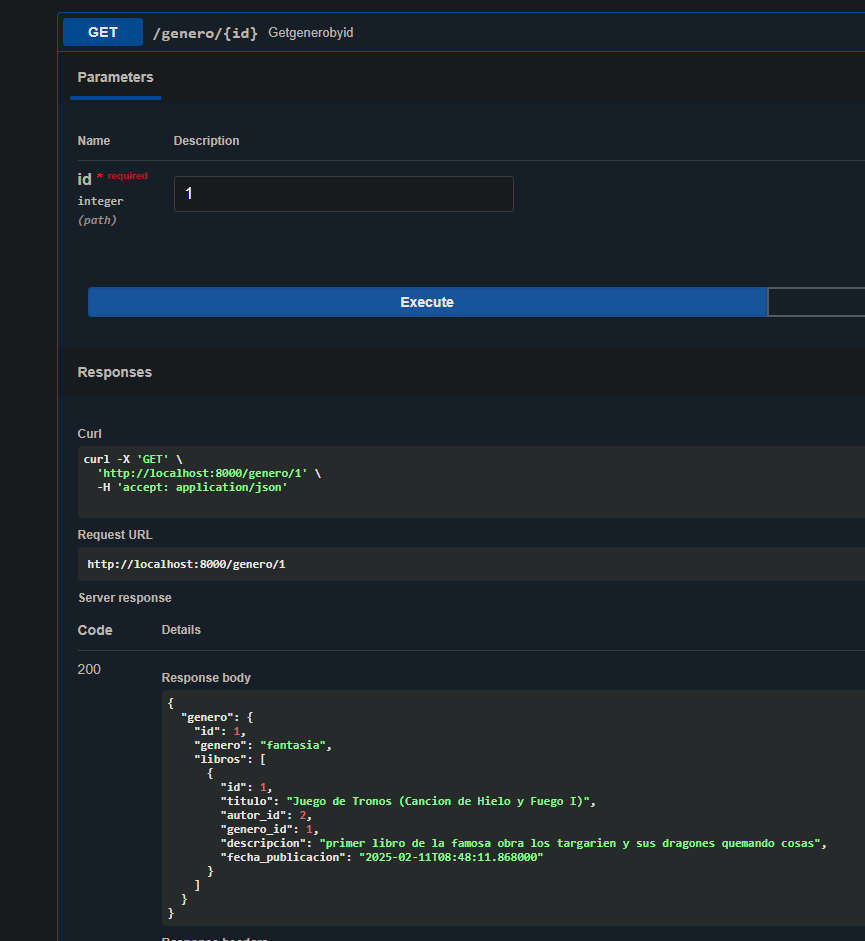 GET /genero/{id} Getgenerobyid
Parameters
Name Description
id * required
integer
(path)
1
Execute
Responses
Curl
curl -X 'GET' \
  'http://localhost:8000/genero/1' \
  -H 'accept: application/json'
Request URL
http://localhost:8000/genero/1
Server response
Code Details
200
Response body
{
  "genero": {
    "id": 1,
    "genero": "fantasia",
    "libros": [
      {
        "id": 1,
        "titulo": "Juego de Tronos (Cancion de Hielo y Fuego I)",
        "autor_id": 2,
        "genero_id": 1,
        "descripcion": "primer libro de la famosa obra los targarien y sus dragones quemando cosas",
        "fecha_publicacion": "2025-02-11T08:48:11.868000"
      }
    ]
  }
}
Response headers